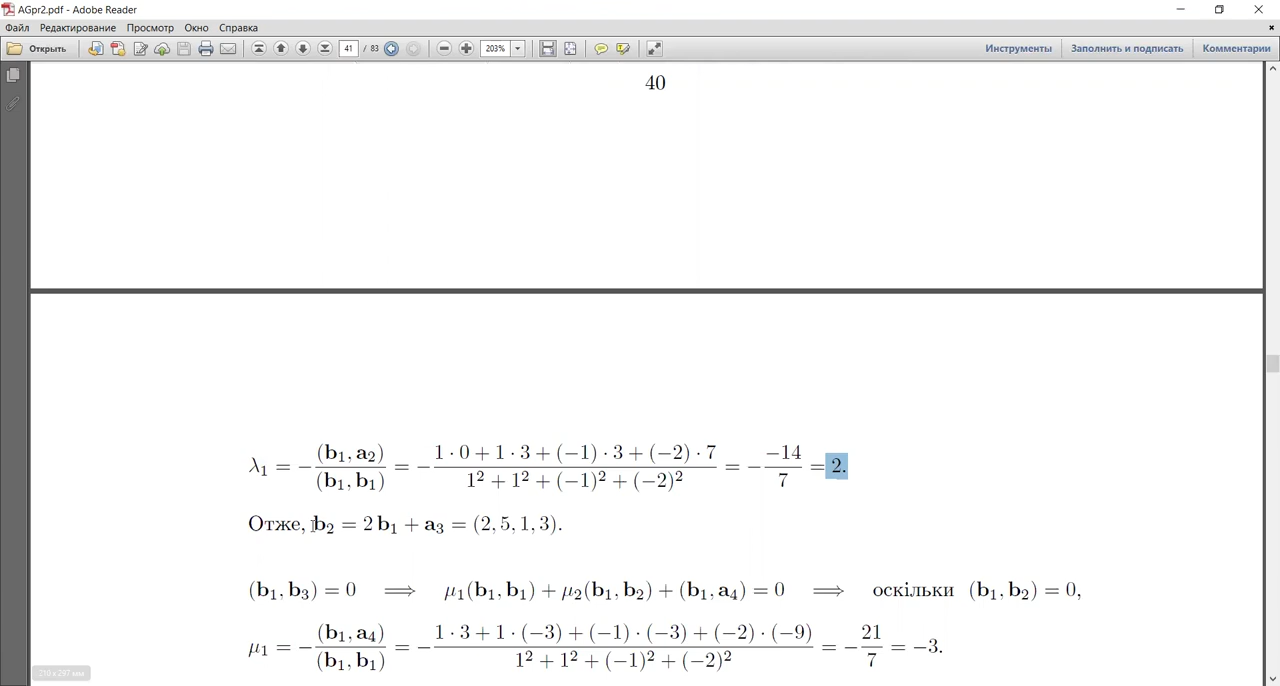 AGpr2.pdf - Adobe Reader
Файл Редактирование Просмотр Окно Справка
Открыть 41 / 83 203% Инструменты Заполнить и подписать Комментарии
40
λ₁ = −(b₁, a₂)/(b₁, b₁) = −(1 · 0 + 1 · 3 + (−1) · 3 + (−2) · 7)/(1² + 1² + (−1)² + (−2)²) = −(−14)/7 = 2.
Отже, b₂ = 2 b₁ + a₃ = (2, 5, 1, 3).
(b₁, b₃) = 0 ⟹ μ₁(b₁, b₁) + μ₂(b₁, b₂) + (b₁, a₄) = 0 ⟹ оскільки (b₁, b₂) = 0,
μ₁ = −(b₁, a₄)/(b₁, b₁) = −(1 · 3 + 1 · (−3) + (−1) · (−3) + (−2) · (−9))/(1² + 1² + (−1)² + (−2)²) = −21/7 = −3.
210 x 297 мм